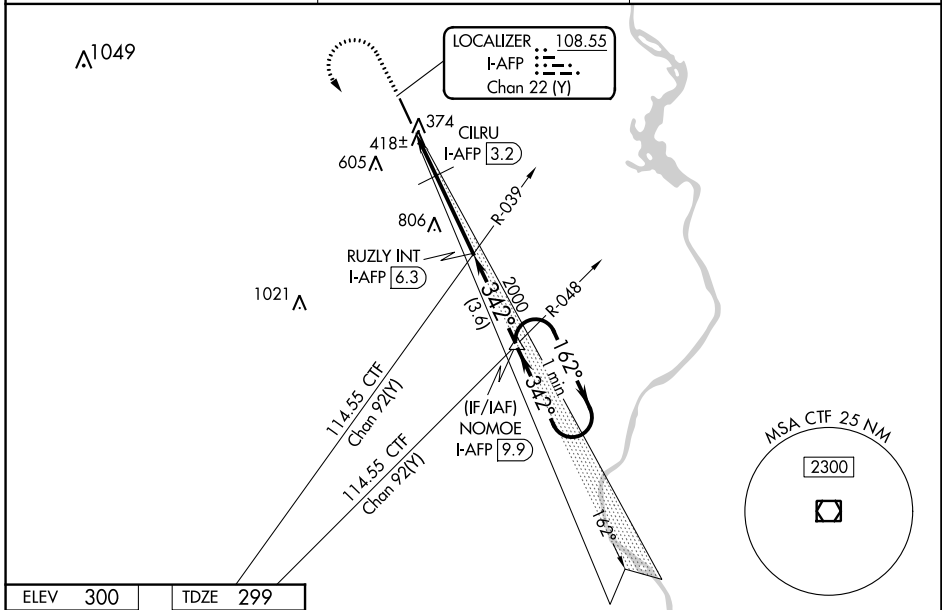 1049
LOCALIZER 108.55
I-AFP
Chan 22 (Y)
374
418±
CILRU
I-AFP 3.2
605
R-039
806
RUZLY INT
I-AFP 6.3
2000
342°
(3.6)
R-048
1021
162°
1 min
342°
114.55 CTF
Chan 92(Y)
(IF/IAF)
NOMOE
I-AFP 9.9
114.55 CTF
Chan 92(Y)
MSA CTF 25 NM
2300
162°
ELEV 300
TDZE 299